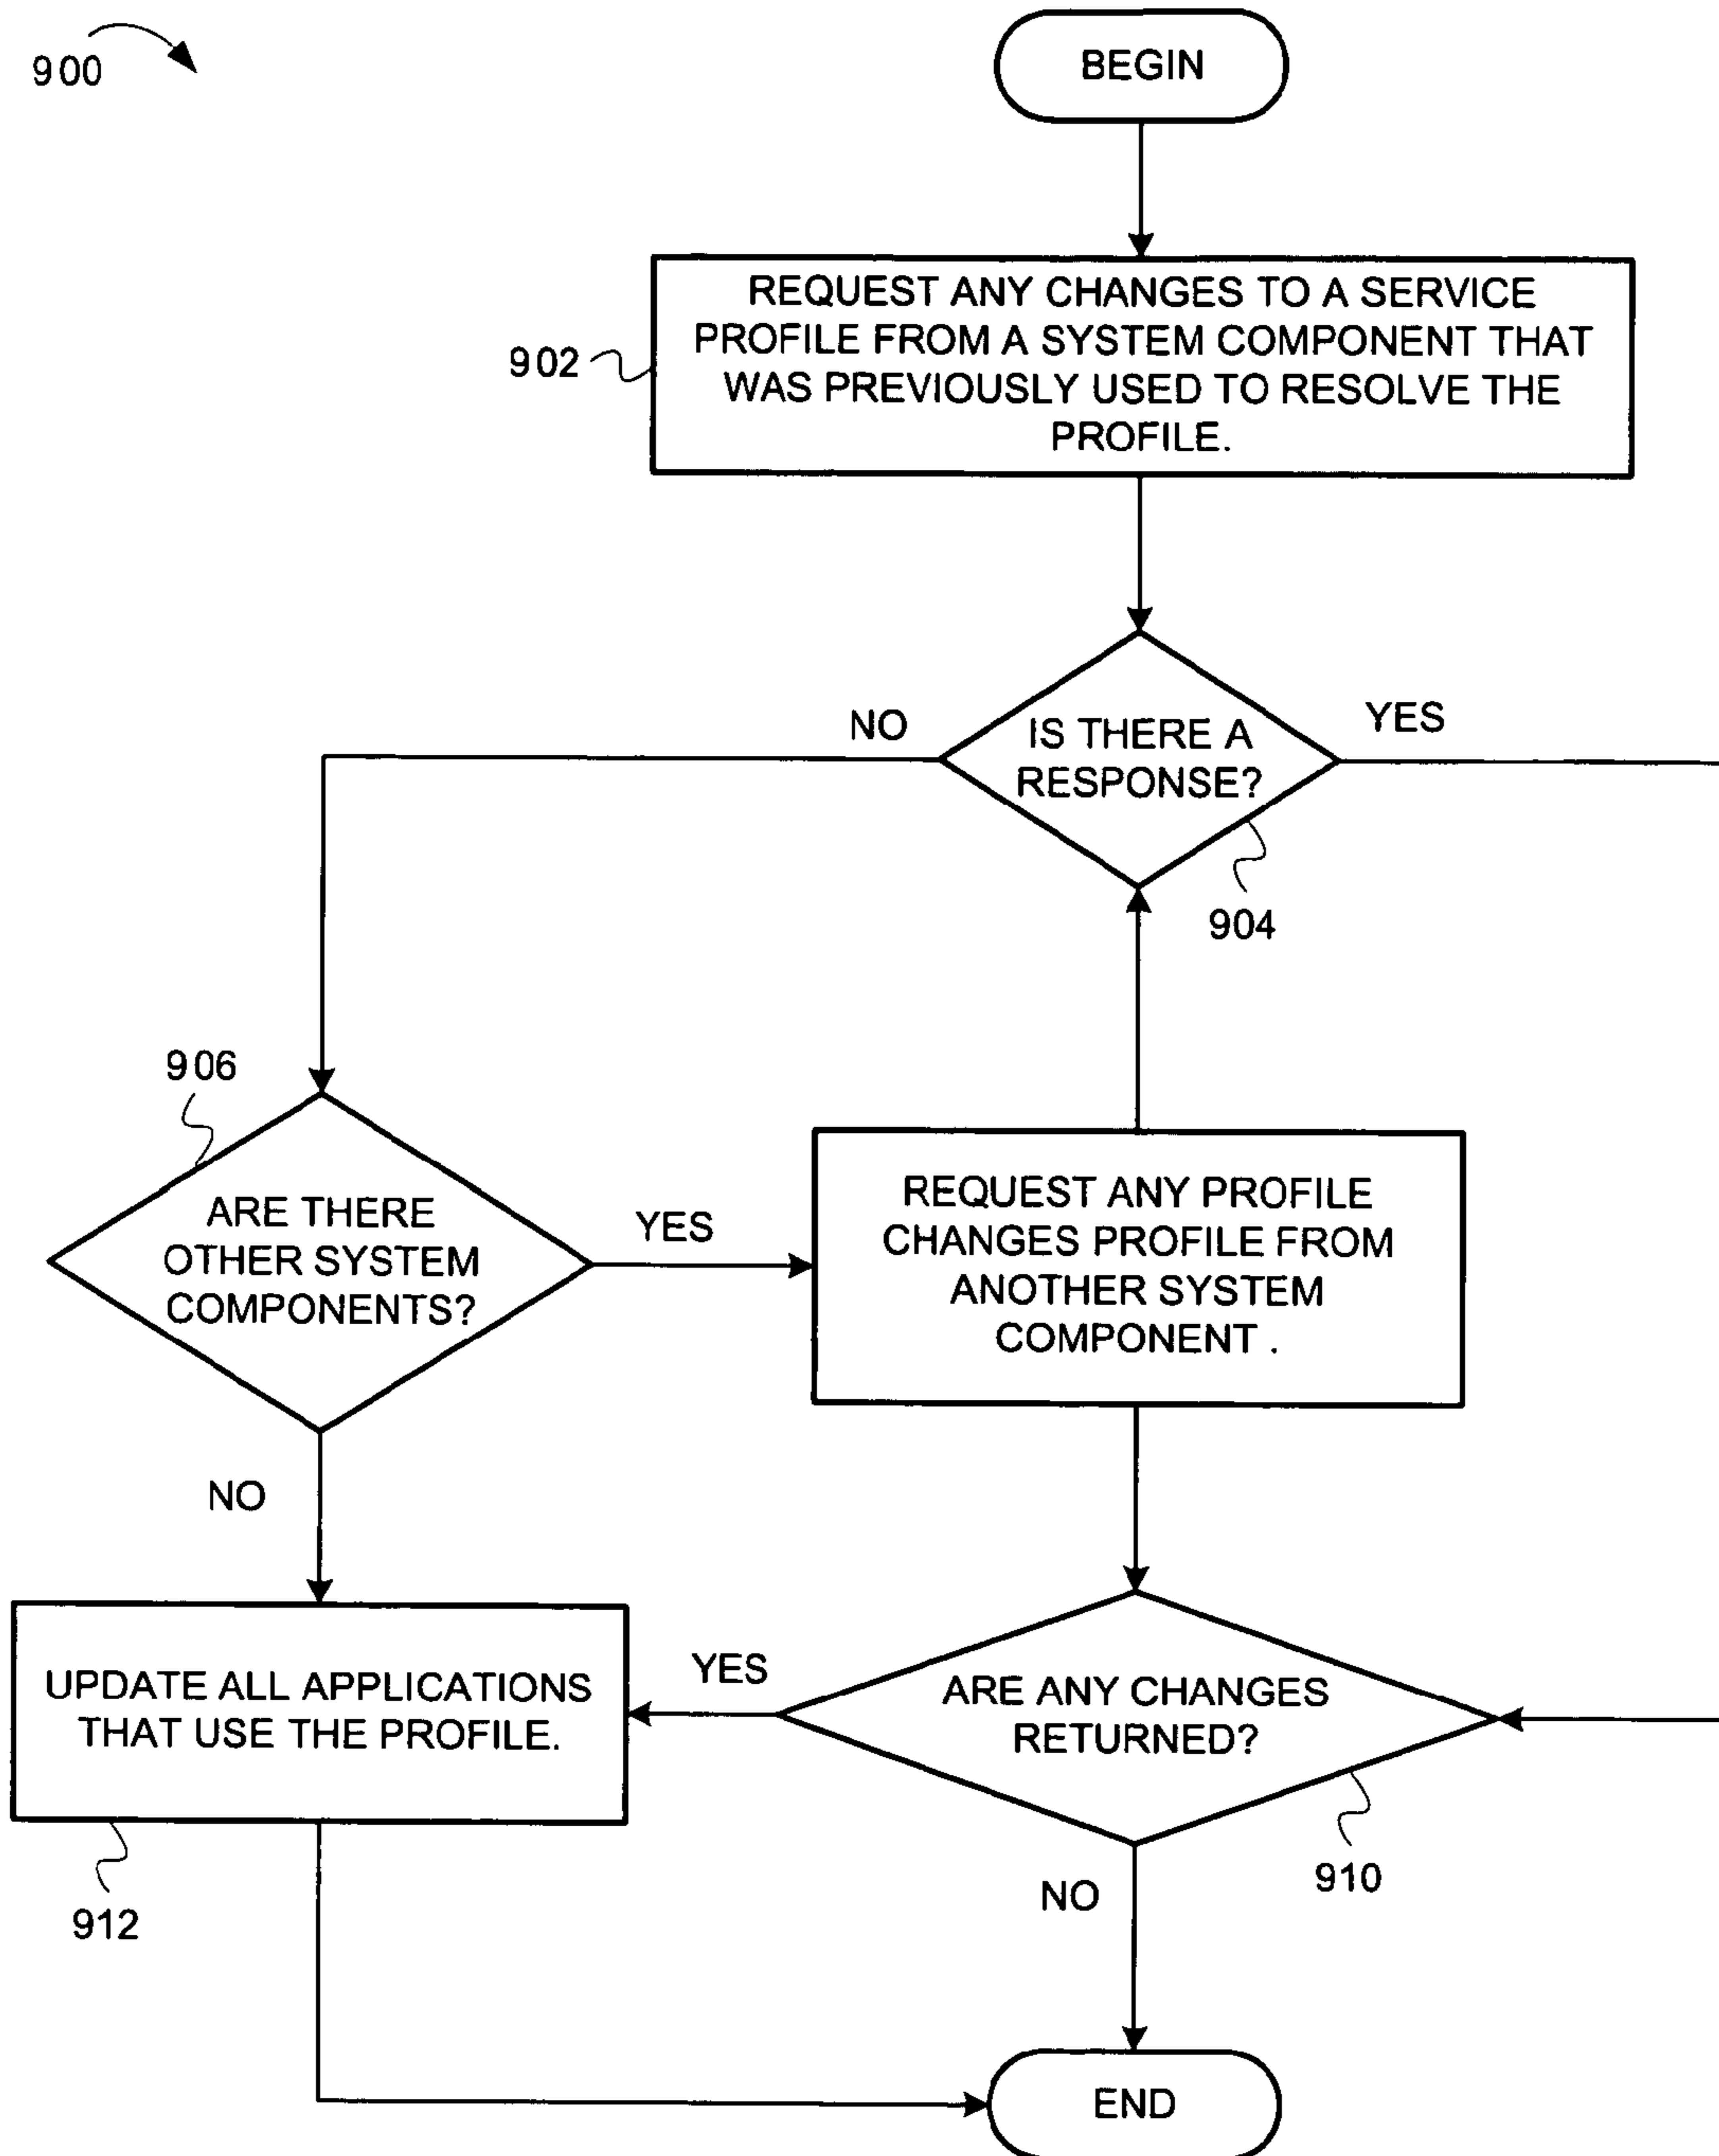 900
BEGIN
REQUEST ANY CHANGES TO A SERVICE
PROFILE FROM A SYSTEM COMPONENT THAT
WAS PREVIOUSLY USED TO RESOLVE THE
PROFILE.
902
NO
IS THERE A
RESPONSE?
YES
904
906
ARE THERE
OTHER SYSTEM
COMPONENTS?
YES
REQUEST ANY PROFILE
CHANGES PROFILE FROM
ANOTHER SYSTEM
COMPONENT .
NO
UPDATE ALL APPLICATIONS
THAT USE THE PROFILE.
YES
ARE ANY CHANGES
RETURNED?
912
NO
910
END